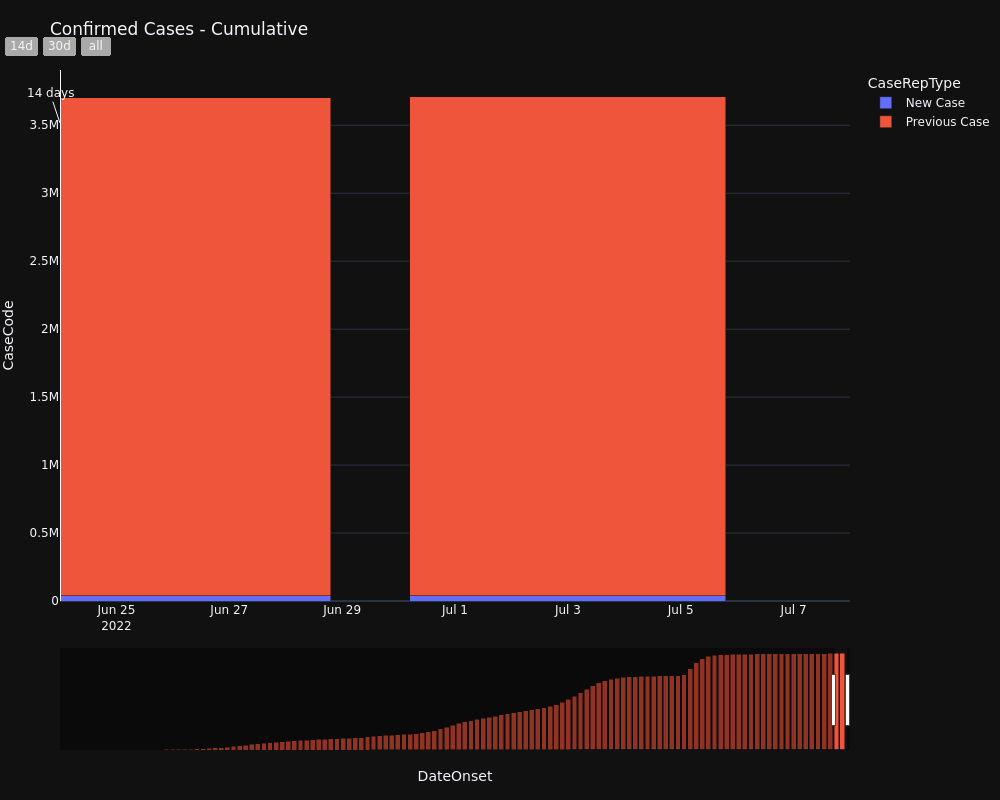 Confirmed Cases - Cumulative
14d 30d all
14 days
CaseRepType
New Case
Previous Case
3.5M
3M
2.5M
2M
1.5M
1M
0.5M
0
CaseCode
Jun 25 Jun 27 Jun 29 Jul 1 Jul 3 Jul 5 Jul 7
2022
DateOnset